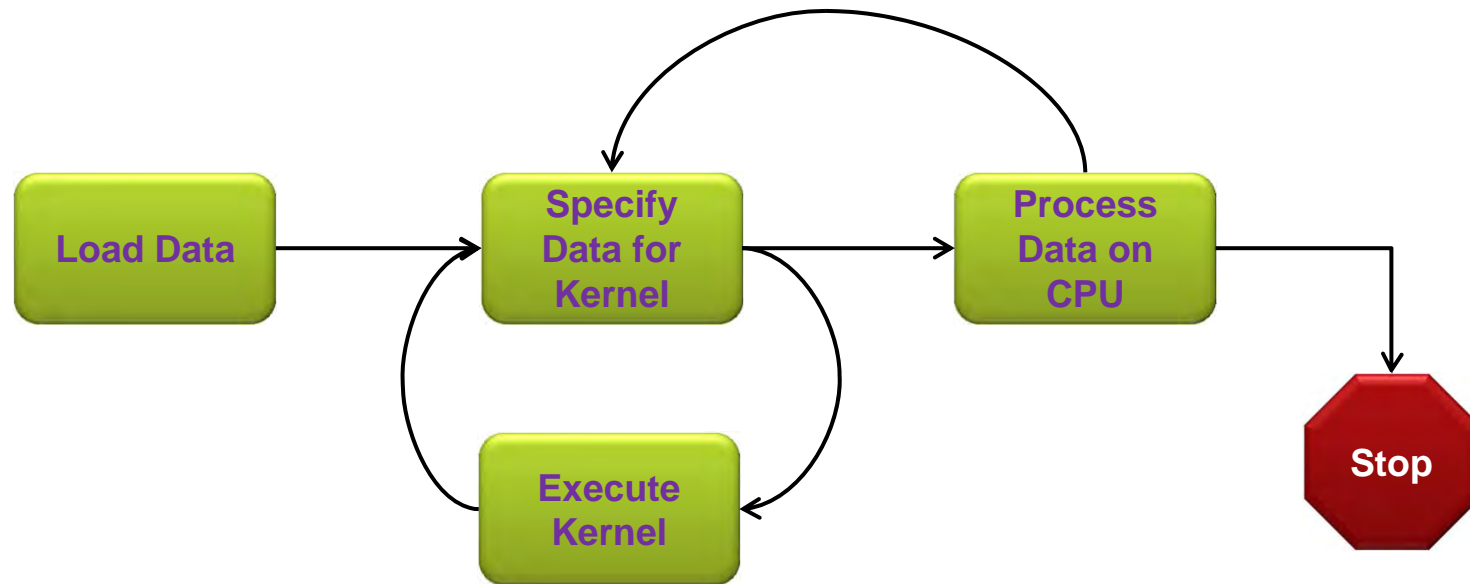 Load Data
Specify
Data for
Kernel
Process
Data on
CPU
Execute
Kernel
Stop